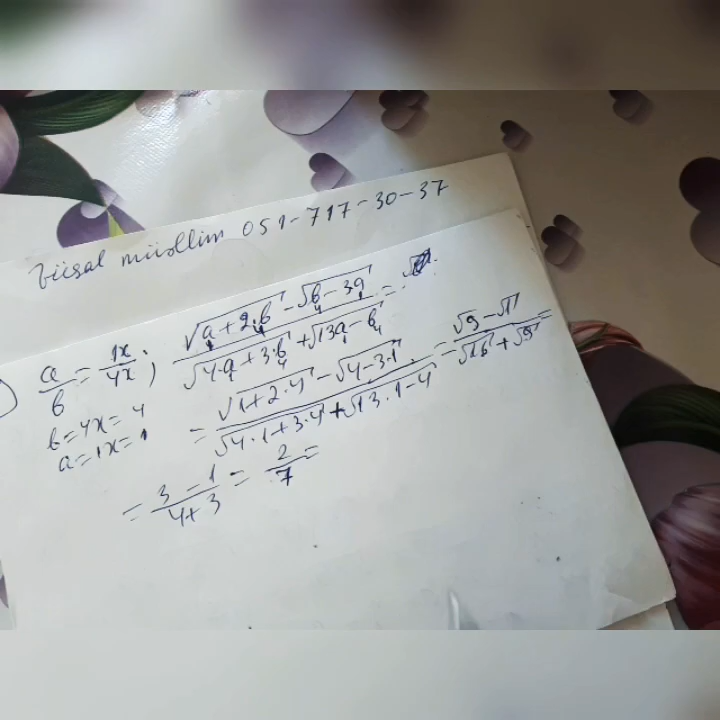 Vüsal müəllim 051-717-30-37
a/b = 1x/4x; (√(a+2·b) - √(b-3a)) / (√(4·a+3·b) + √(13a-b)) =
b=4x=4
a=1x=1
= (√(1+2·4) - √(4-3·1)) / (√(4·1+3·4) + √(13·1-4)) = (√9 - √1) / (√16 + √9) =
= (3-1)/(4+3) = 2/7 =